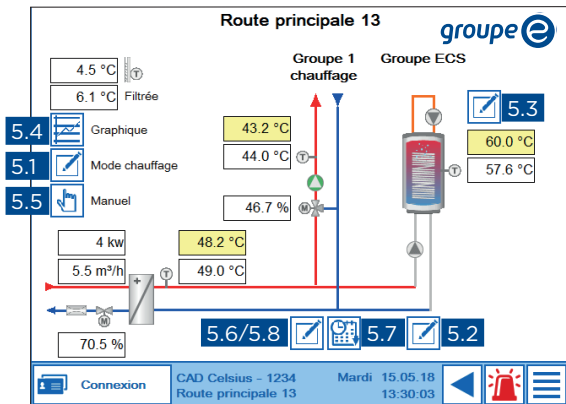 Route principale 13
groupe e
Groupe 1
chauffage
Groupe ECS
4.5 °C
T
6.1 °C Filtrée
5.4 Graphique
5.1 Mode chauffage
5.5 Manuel
43.2 °C
44.0 °C T
46.7 % M
5.3
60.0 °C
T 57.6 °C
4 kw
5.5 m³/h
+
-
T
48.2 °C
49.0 °C
M
70.5 %
5.6/5.8 5.7 5.2
Connexion
CAD Celsius - 1234
Route principale 13
Mardi 15.05.18
13:30:03